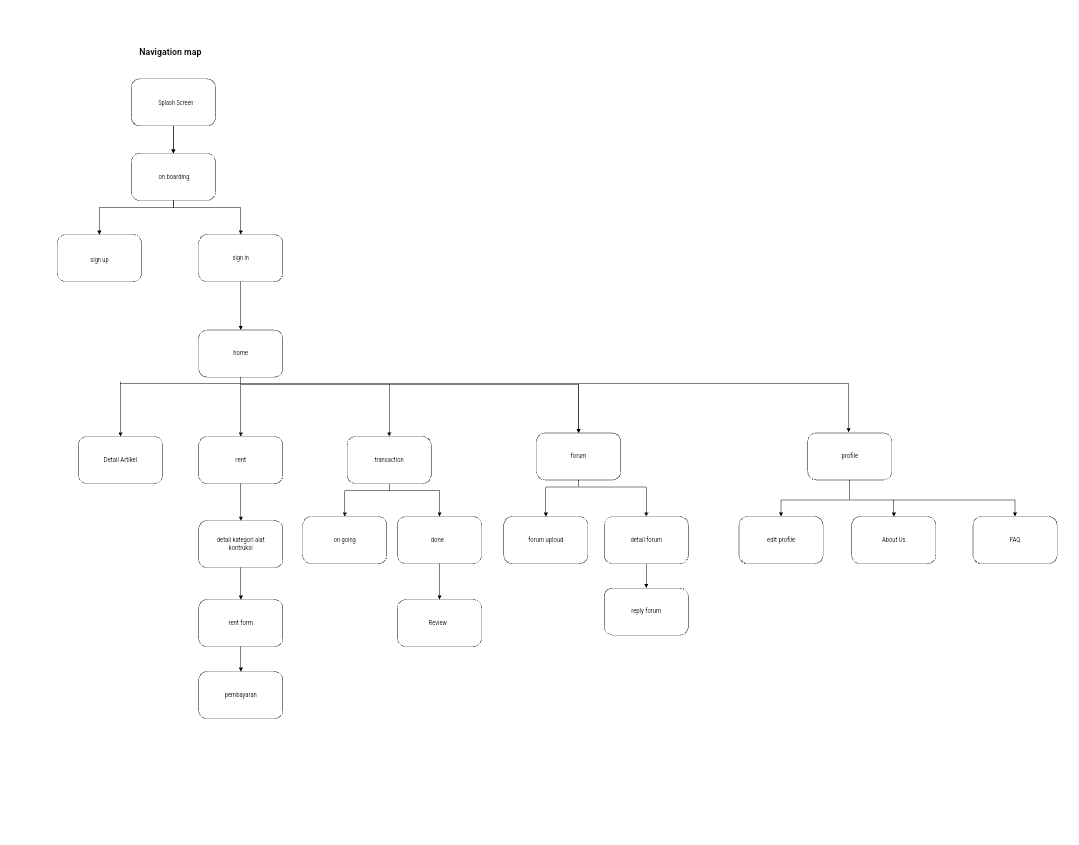 Navigation map
Splash Screen
on boarding
sign up
sign in
home
Detail Artikel
rent
transaction
forum
profile
detail kategori alat
kontruksi
on going
done
forum uploud
detail forum
edit profile
About Us
FAQ
rent form
Review
reply forum
pembayaran